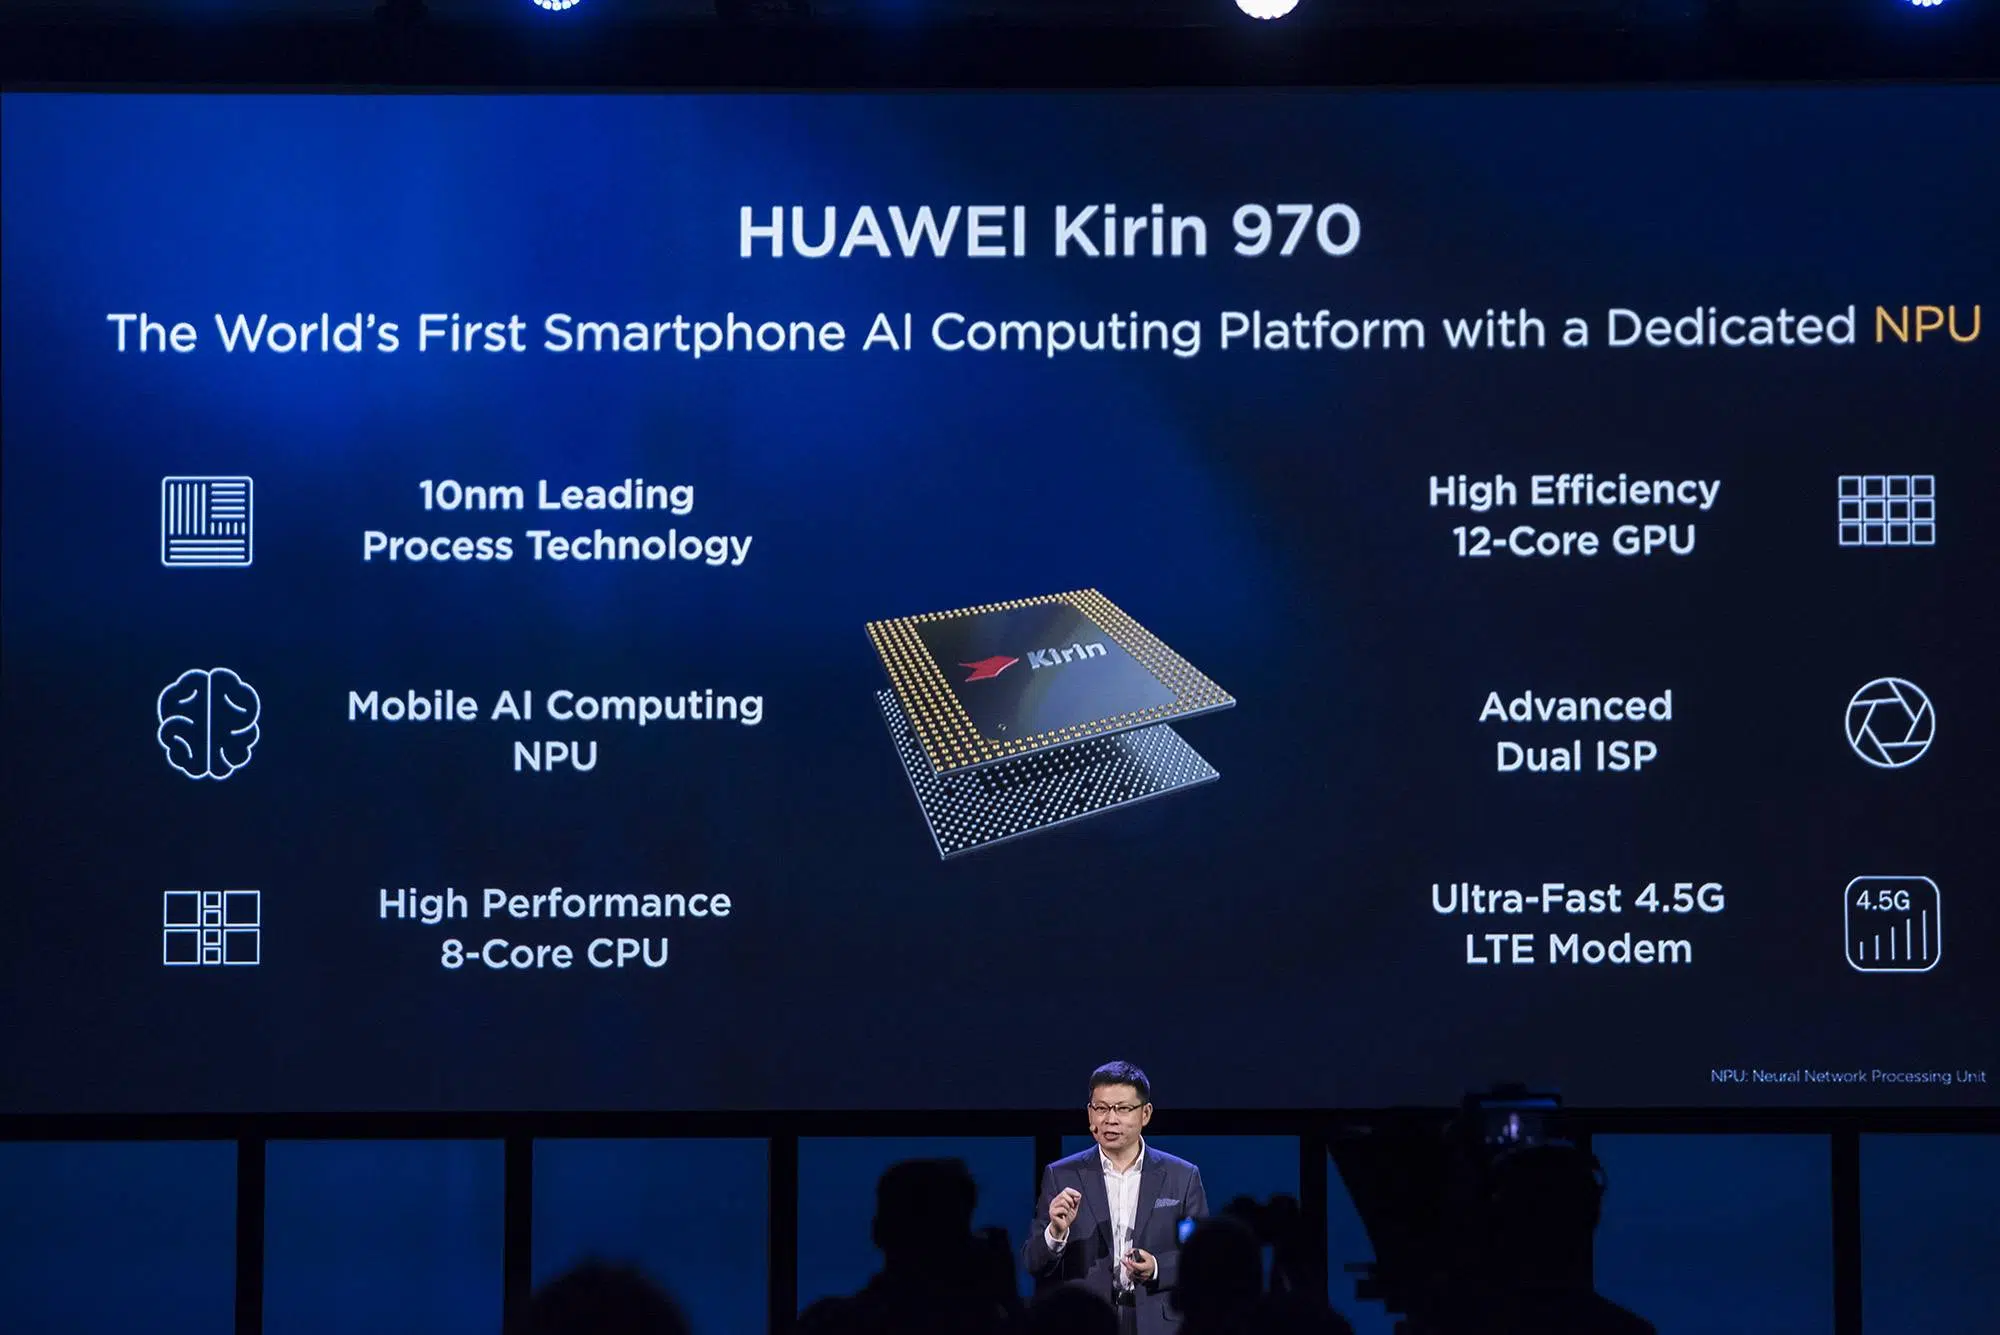 HUAWEI Kirin 970
The World's First Smartphone AI Computing Platform with a Dedicated NPU
10nm Leading
Process Technology
High Efficiency
12-Core GPU
Kirin
Mobile AI Computing
NPU
Advanced
Dual ISP
High Performance
8-Core CPU
Ultra-Fast 4.5G
LTE Modem
4.5G
NPU: Neural Network Processing Unit